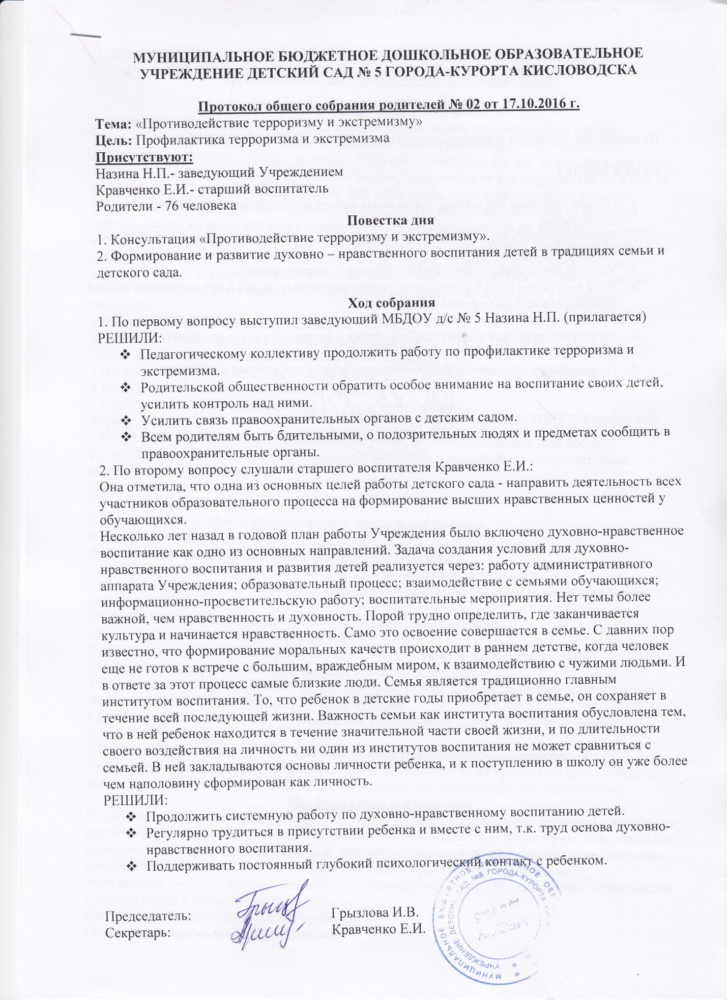 МУНИЦИПАЛЬНОЕ БЮДЖЕТНОЕ ДОШКОЛЬНОЕ ОБРАЗОВАТЕЛЬНОЕ
УЧРЕЖДЕНИЕ ДЕТСКИЙ САД № 5 ГОРОДА-КУРОРТА КИСЛОВОДСКА
Протокол общего собрания родителей № 02 от 17.10.2016 г.
Тема: «Противодействие терроризму и экстремизму»
Цель: Профилактика терроризма и экстремизма
Присутствуют:
Назина Н.П.- заведующий Учреждением
Кравченко Е.И.- старший воспитатель
Родители - 76 человека
Повестка дня
1. Консультация «Противодействие терроризму и экстремизму».
2. Формирование и развитие духовно – нравственного воспитания детей в традициях семьи и
детского сада.
Ход собрания
1. По первому вопросу выступил заведующий МБДОУ д/с № 5 Назина Н.П. (прилагается)
РЕШИЛИ:
❖ Педагогическому коллективу продолжить работу по профилактике терроризма и
экстремизма.
❖ Родительской общественности обратить особое внимание на воспитание своих детей,
усилить контроль над ними.
❖ Усилить связь правоохранительных органов с детским садом.
❖ Всем родителям быть бдительными, о подозрительных людях и предметах сообщить в
правоохранительные органы.
2. По второму вопросу слушали старшего воспитателя Кравченко Е.И.:
Она отметила, что одна из основных целей работы детского сада - направить деятельность всех
участников образовательного процесса на формирование высших нравственных ценностей у
обучающихся.
Несколько лет назад в годовой план работы Учреждения было включено духовно-нравственное
воспитание как одно из основных направлений. Задача создания условий для духовно-
нравственного воспитания и развития детей реализуется через: работу административного
аппарата Учреждения; образовательный процесс; взаимодействие с семьями обучающихся;
информационно-просветительскую работу; воспитательные мероприятия. Нет темы более
важной, чем нравственность и духовность. Порой трудно определить, где заканчивается
культура и начинается нравственность. Само это освоение совершается в семье. С давних пор
известно, что формирование моральных качеств происходит в раннем детстве, когда человек
еще не готов к встрече с большим, враждебным миром, к взаимодействию с чужими людьми. И
в ответе за этот процесс самые близкие люди. Семья является традиционно главным
институтом воспитания. То, что ребенок в детские годы приобретает в семье, он сохраняет в
течение всей последующей жизни. Важность семьи как института воспитания обусловлена тем,
что в ней ребенок находится в течение значительной части своей жизни, и по длительности
своего воздействия на личность ни один из институтов воспитания не может сравниться с
семьей. В ней закладываются основы личности ребенка, и к поступлению в школу он уже более
чем наполовину сформирован как личность.
РЕШИЛИ:
❖ Продолжить системную работу по духовно-нравственному воспитанию детей.
❖ Регулярно трудиться в присутствии ребенка и вместе с ним, т.к. труд основа духовно-
нравственного воспитания.
❖ Поддерживать постоянный глубокий психологический контакт с ребенком.
Председатель: Грызлова И.В.
Секретарь: Кравченко Е.И.
МУНИЦИПАЛЬНОЕ БЮДЖЕТНОЕ ДОШКОЛЬНОЕ
УЧРЕЖДЕНИЕ ДЕТСКИЙ САД №5 ГОРОДА-КУРОРТА